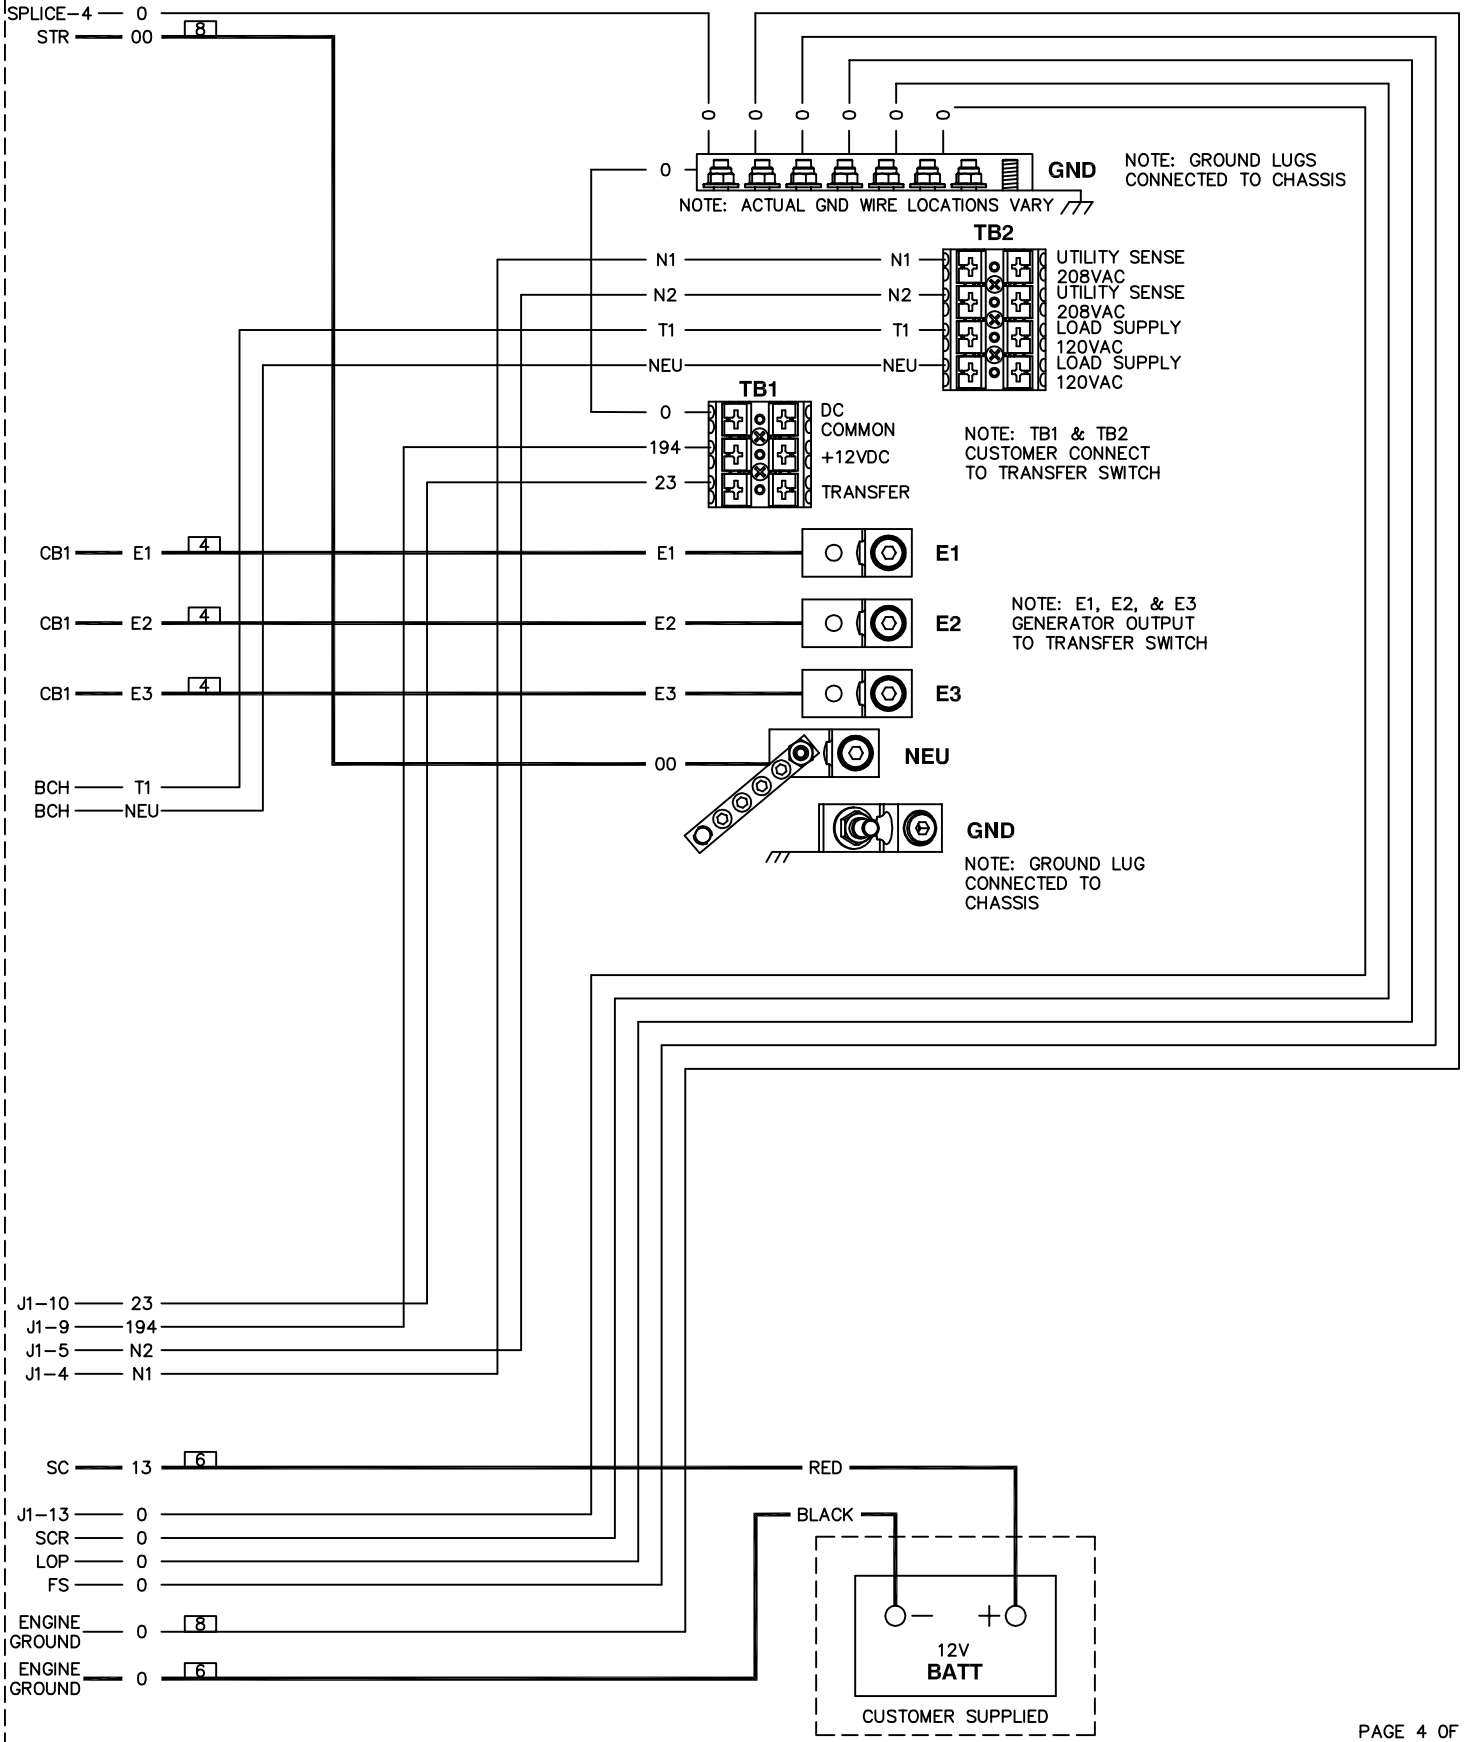 SPLICE-4 0
STR 00 8
0 0 0 0 0 0
0 GND NOTE: GROUND LUGS
CONNECTED TO CHASSIS
NOTE: ACTUAL GND WIRE LOCATIONS VARY
TB2
N1 N1 UTILITY SENSE
208VAC
N2 N2 UTILITY SENSE
208VAC
T1 T1 LOAD SUPPLY
120VAC
NEU NEU LOAD SUPPLY
120VAC
TB1
0 DC
COMMON
194 +12VDC
23 TRANSFER
NOTE: TB1 & TB2
CUSTOMER CONNECT
TO TRANSFER SWITCH
CB1 E1 4 E1 E1
CB1 E2 4 E2 E2
NOTE: E1, E2, & E3
GENERATOR OUTPUT
TO TRANSFER SWITCH
CB1 E3 4 E3 E3
00 NEU
BCH T1
BCH NEU
GND
NOTE: GROUND LUG
CONNECTED TO
CHASSIS
J1-10 23
J1-9 194
J1-5 N2
J1-4 N1
SC 13 6 RED
J1-13 0 BLACK
SCR 0
LOP 0
FS 0
ENGINE
GROUND 0 8
ENGINE
GROUND 0 6
- +
12V
BATT
CUSTOMER SUPPLIED
PAGE 4 OF